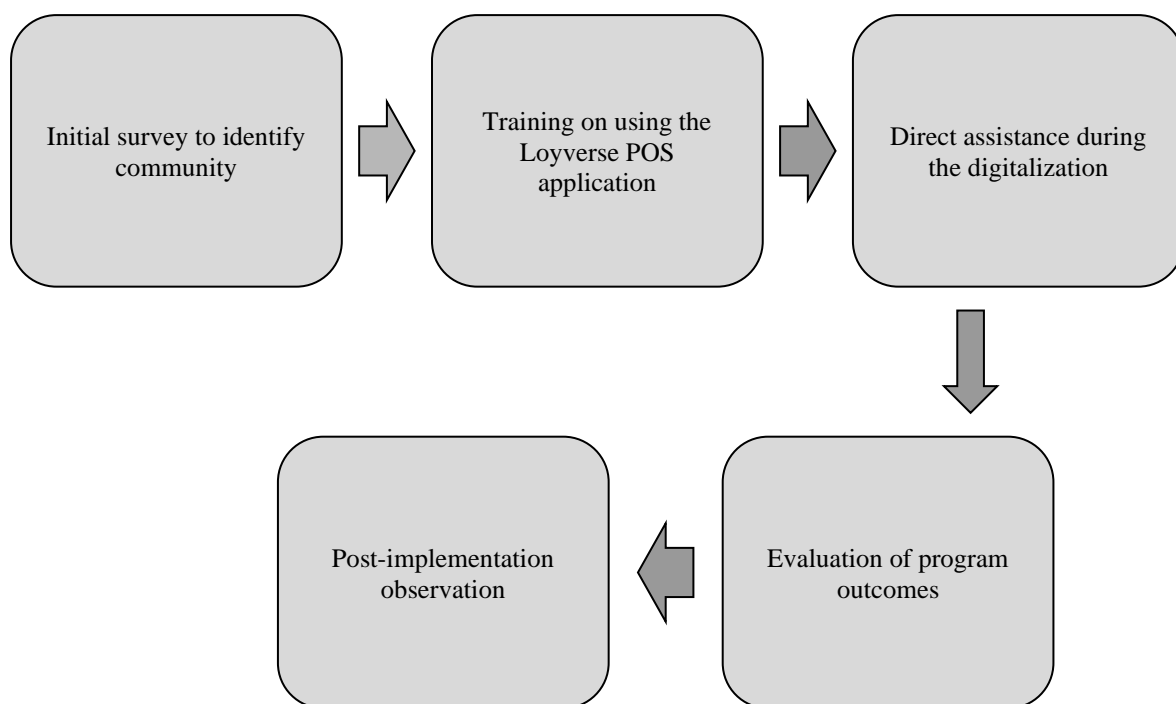 Initial survey to identify
community
Training on using the
Loyverse POS
application
Direct assistance during
the digitalization
Evaluation of program
outcomes
Post-implementation
observation